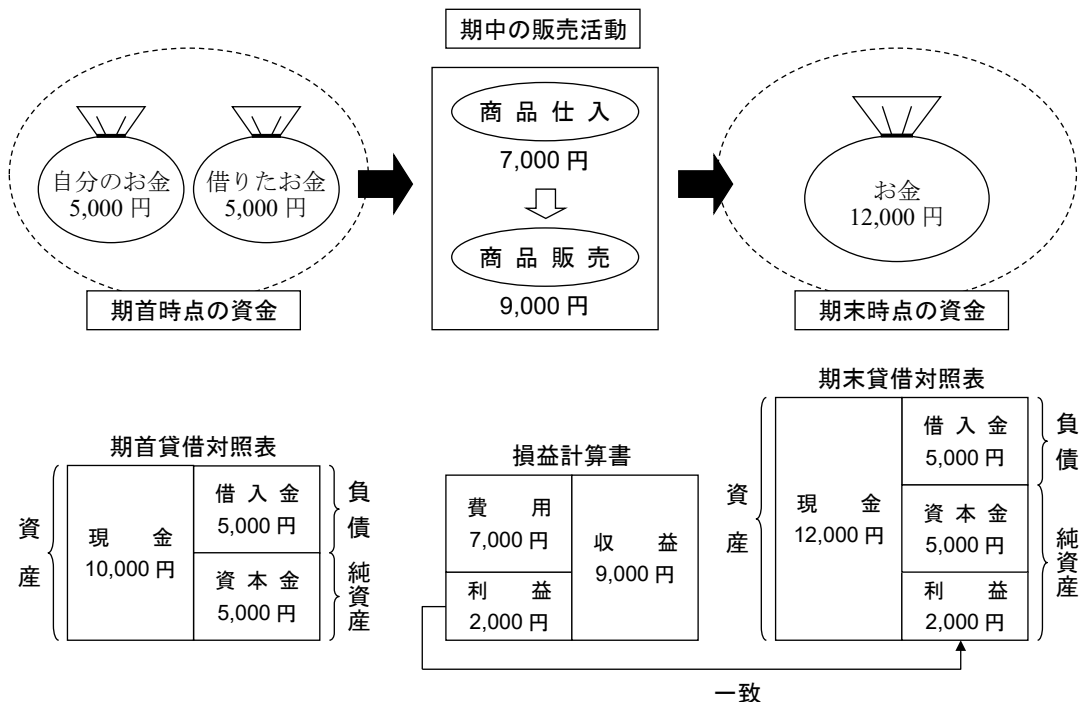 期中の販売活動
自分のお金
5,000 円
借りたお金
5,000 円
期首時点の資金
商 品 仕 入
7,000 円
商 品 販 売
9,000 円
お金
12,000 円
期末時点の資金
期首貸借対照表
資産
現 金
10,000 円
借 入 金
5,000 円
資 本 金
5,000 円
負債
純資産
損益計算書
費 用
7,000 円
利 益
2,000 円
収 益
9,000 円
期末貸借対照表
資産
現 金
12,000 円
借 入 金
5,000 円
資 本 金
5,000 円
利 益
2,000 円
負債
純資産
一致